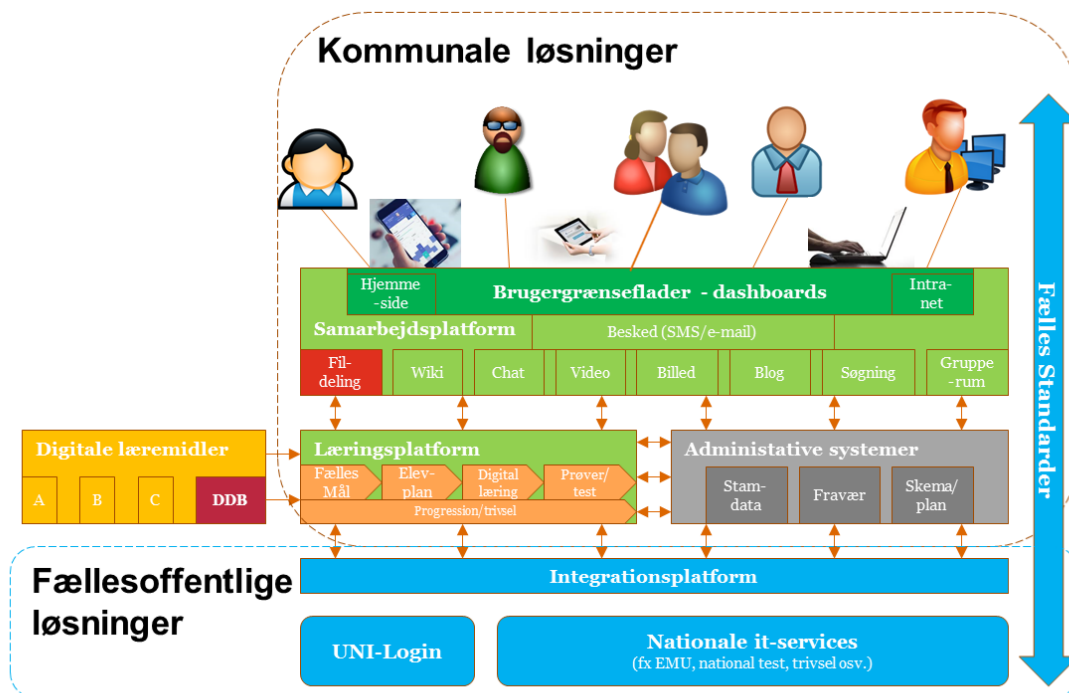 Kommunale løsninger
Hjemme
-side
Brugergrænseflader - dashboards
Intra-
net
Samarbejdsplatform
Besked (SMS/e-mail)
Fil-
deling
Wiki
Chat
Video
Billed
Blog
Søgning
Gruppe
-rum
Fælles Standarder
Digitale læremidler
A
B
C
DDB
Læringsplatform
Fælles
Mål
Elev-
plan
Digital
læring
Prøver/
test
Progression/trivsel
Administative systemer
Stam-
data
Fravær
Skema/
plan
Fællesoffentlige
løsninger
Integrationsplatform
UNI-Login
Nationale it-services
(fx EMU, national test, trivsel osv.)